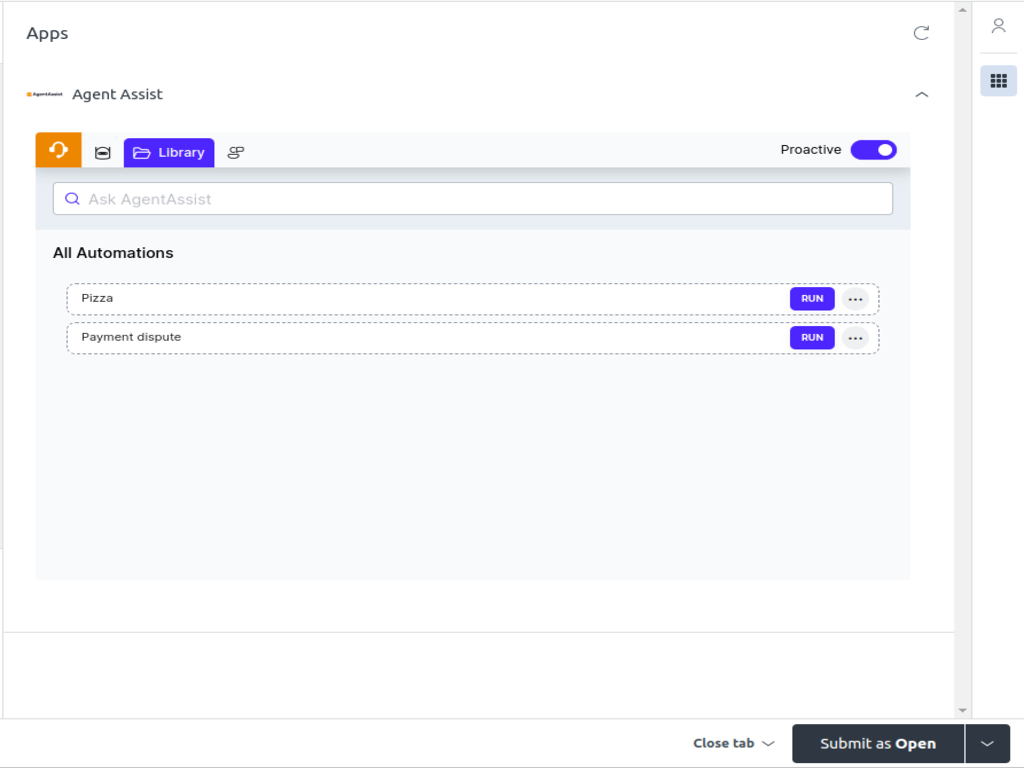 Apps
AgentAssist Agent Assist
Library
Proactive
Ask AgentAssist
All Automations
Pizza RUN
Payment dispute RUN
Close tab
Submit as Open